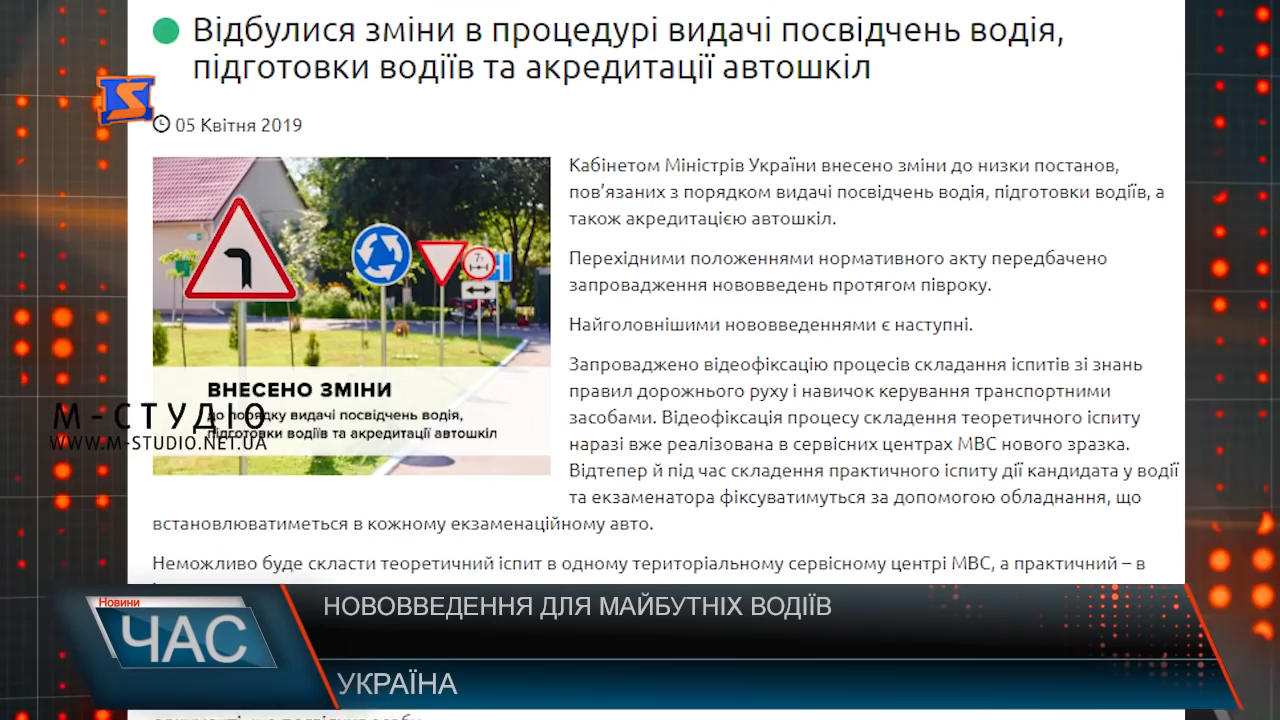 Відбулися зміни в процедурі видачі посвідчень водія,
підготовки водіїв та акредитації автошкіл
05 Квітня 2019
Кабінетом Міністрів України внесено зміни до низки постанов,
пов’язаних з порядком видачі посвідчень водія, підготовки водіїв, а
також акредитацією автошкіл.
Перехідними положеннями нормативного акту передбачено
запровадження нововведень протягом півроку.
Найголовнішими нововведеннями є наступні.
Запроваджено відеофіксацію процесів складання іспитів зі знань
правил дорожнього руху і навичок керування транспортними
засобами. Відеофіксація процесу складення теоретичного іспиту
наразі вже реалізована в сервісних центрах МВС нового зразка.
Відтепер й під час складення практичного іспиту дії кандидата у водії
та екзаменатора фіксуватимуться за допомогою обладнання, що
встановлюватиметься в кожному екзаменаційному авто.
7т
ВНЕСЕНО ЗМІНИ
до порядку видачі посвідчень водія,
підготовки водіїв та акредитації автошкіл
М-СТУДІО
WWW.M-STUDIO.NET.UA
Неможливо буде скласти теоретичний іспит в одному територіальному сервісному центрі МВС, а практичний – в
Новини
ЧАС
НОВОВВЕДЕННЯ ДЛЯ МАЙБУТНІХ ВОДІЇВ
УКРАЇНА